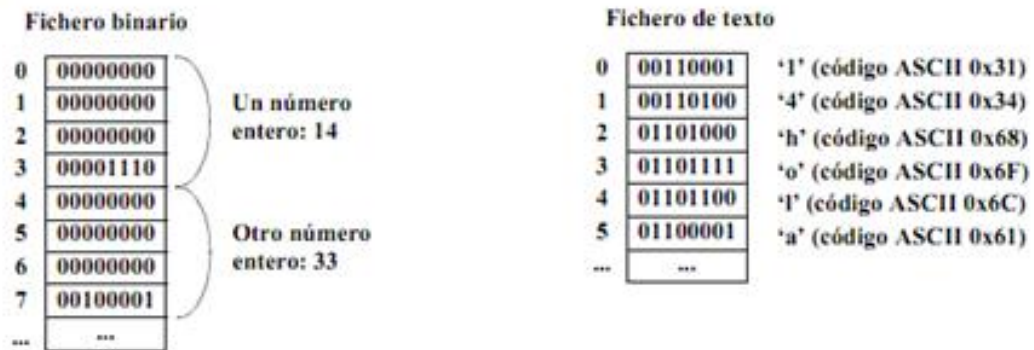 Fichero binario
0 00000000
1 00000000
2 00000000
3 00001110
4 00000000
5 00000000
6 00000000
7 00100001
... ...
Un número
entero: 14
Otro número
entero: 33
Fichero de texto
0 00110001 ‘1’ (código ASCII 0x31)
1 00110100 ‘4’ (código ASCII 0x34)
2 01101000 ‘h’ (código ASCII 0x68)
3 01101111 ‘o’ (código ASCII 0x6F)
4 01101100 ‘l’ (código ASCII 0x6C)
5 01100001 ‘a’ (código ASCII 0x61)
... ...